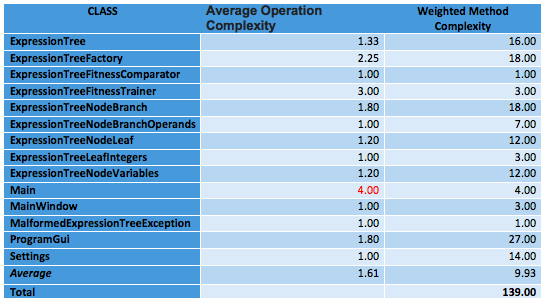 CLASS Average Operation Complexity Weighted Method Complexity
ExpressionTree 1.33 16.00
ExpressionTreeFactory 2.25 18.00
ExpressionTreeFitnessComparator 1.00 1.00
ExpressionTreeFitnessTrainer 3.00 3.00
ExpressionTreeNodeBranch 1.80 18.00
ExpressionTreeNodeBranchOperands 1.00 7.00
ExpressionTreeNodeLeaf 1.20 12.00
ExpressionTreeLeafIntegers 1.00 3.00
ExpressionTreeNodeVariables 1.20 12.00
Main 4.00 4.00
MainWindow 1.00 3.00
MalformedExpressionTreeException 1.00 1.00
ProgramGui 1.80 27.00
Settings 1.00 14.00
Average 1.61 9.93
Total 139.00